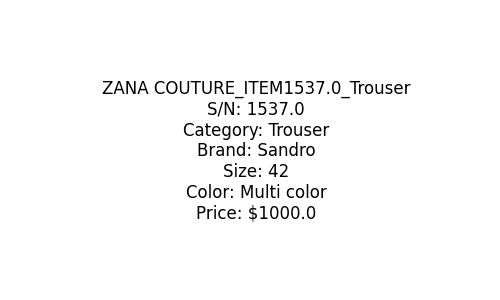 ZANA COUTURE_ITEM1537.0_Trouser
S/N: 1537.0
Category: Trouser
Brand: Sandro
Size: 42
Color: Multi color
Price: $1000.0